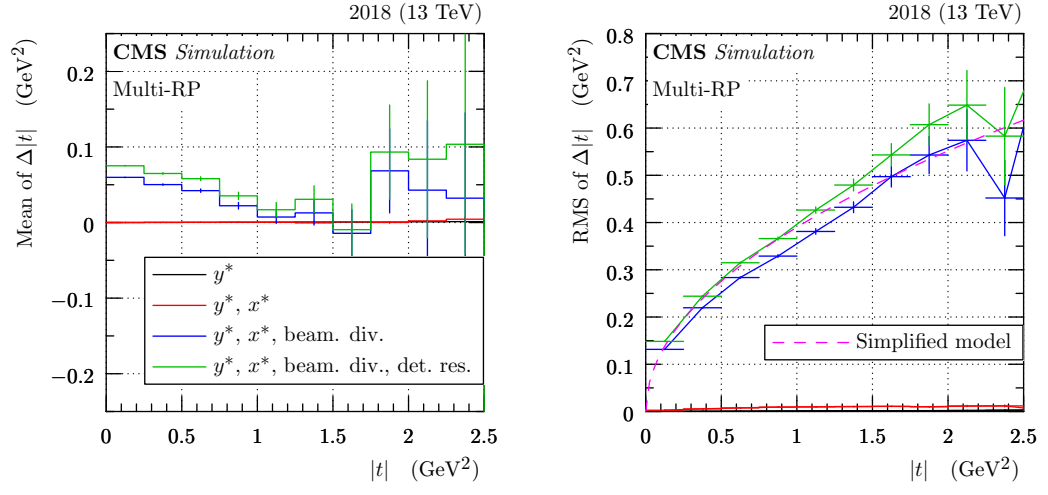 2018 (13 TeV)
CMS Simulation
Multi-RP
Mean of Δ|t| (GeV²)
0.2
0.1
0
−0.1
−0.2
y*
y*, x*
y*, x*, beam. div.
y*, x*, beam. div., det. res.
0 0.5 1 1.5 2 2.5
|t| (GeV²)
2018 (13 TeV)
CMS Simulation
Multi-RP
RMS of Δ|t| (GeV²)
0.8
0.7
0.6
0.5
0.4
0.3
0.2
0.1
0
Simplified model
0 0.5 1 1.5 2 2.5
|t| (GeV²)